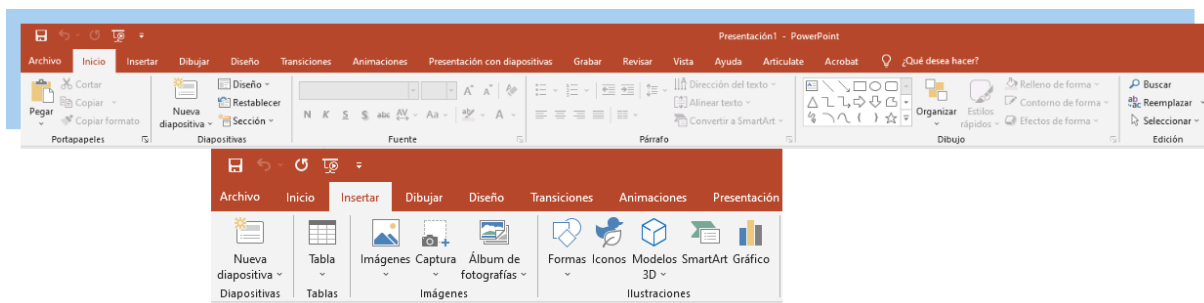 Presentación1 - PowerPoint
Archivo Inicio Insertar Dibujar Diseño Transiciones Animaciones Presentación con diapositivas Grabar Revisar Vista Ayuda Articulate Acrobat ¿Qué desea hacer?
Pegar
Cortar
Copiar
Copiar formato
Portapapeles
Nueva
diapositiva
Diseño
Restablecer
Sección
Diapositivas
N K S S abc AV Aa A A A
Fuente
Dirección del texto
Alinear texto
Convertir a SmartArt
Párrafo
Organizar
Estilos
rápidos
Relleno de forma
Contorno de forma
Efectos de forma
Dibujo
Buscar
Reemplazar
Seleccionar
Edición
Archivo Inicio Insertar Dibujar Diseño Transiciones Animaciones Presentación
Nueva
diapositiva
Diapositivas
Tabla
Tablas
Imágenes
Captura
Álbum de
fotografías
Imágenes
Formas
Iconos
Modelos
3D
SmartArt
Gráfico
Ilustraciones